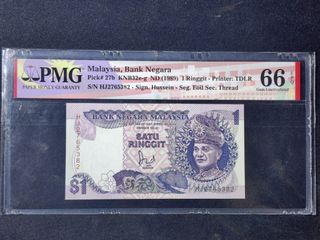 PMG
PAPER MONEY GUARANTY
Malaysia, Bank Negara
Pick# 27b KNB32e-g ND (1989) 1 Ringgit - Printer: TDLR
S/N HJ2765382 - Sign. Hussein - Seg. Foil Sec. Thread
66 EPQ
Gem Uncirculated
BANK NEGARA MALAYSIA
1
SATU
RINGGIT
HJ2765382
$1
HJ2765382